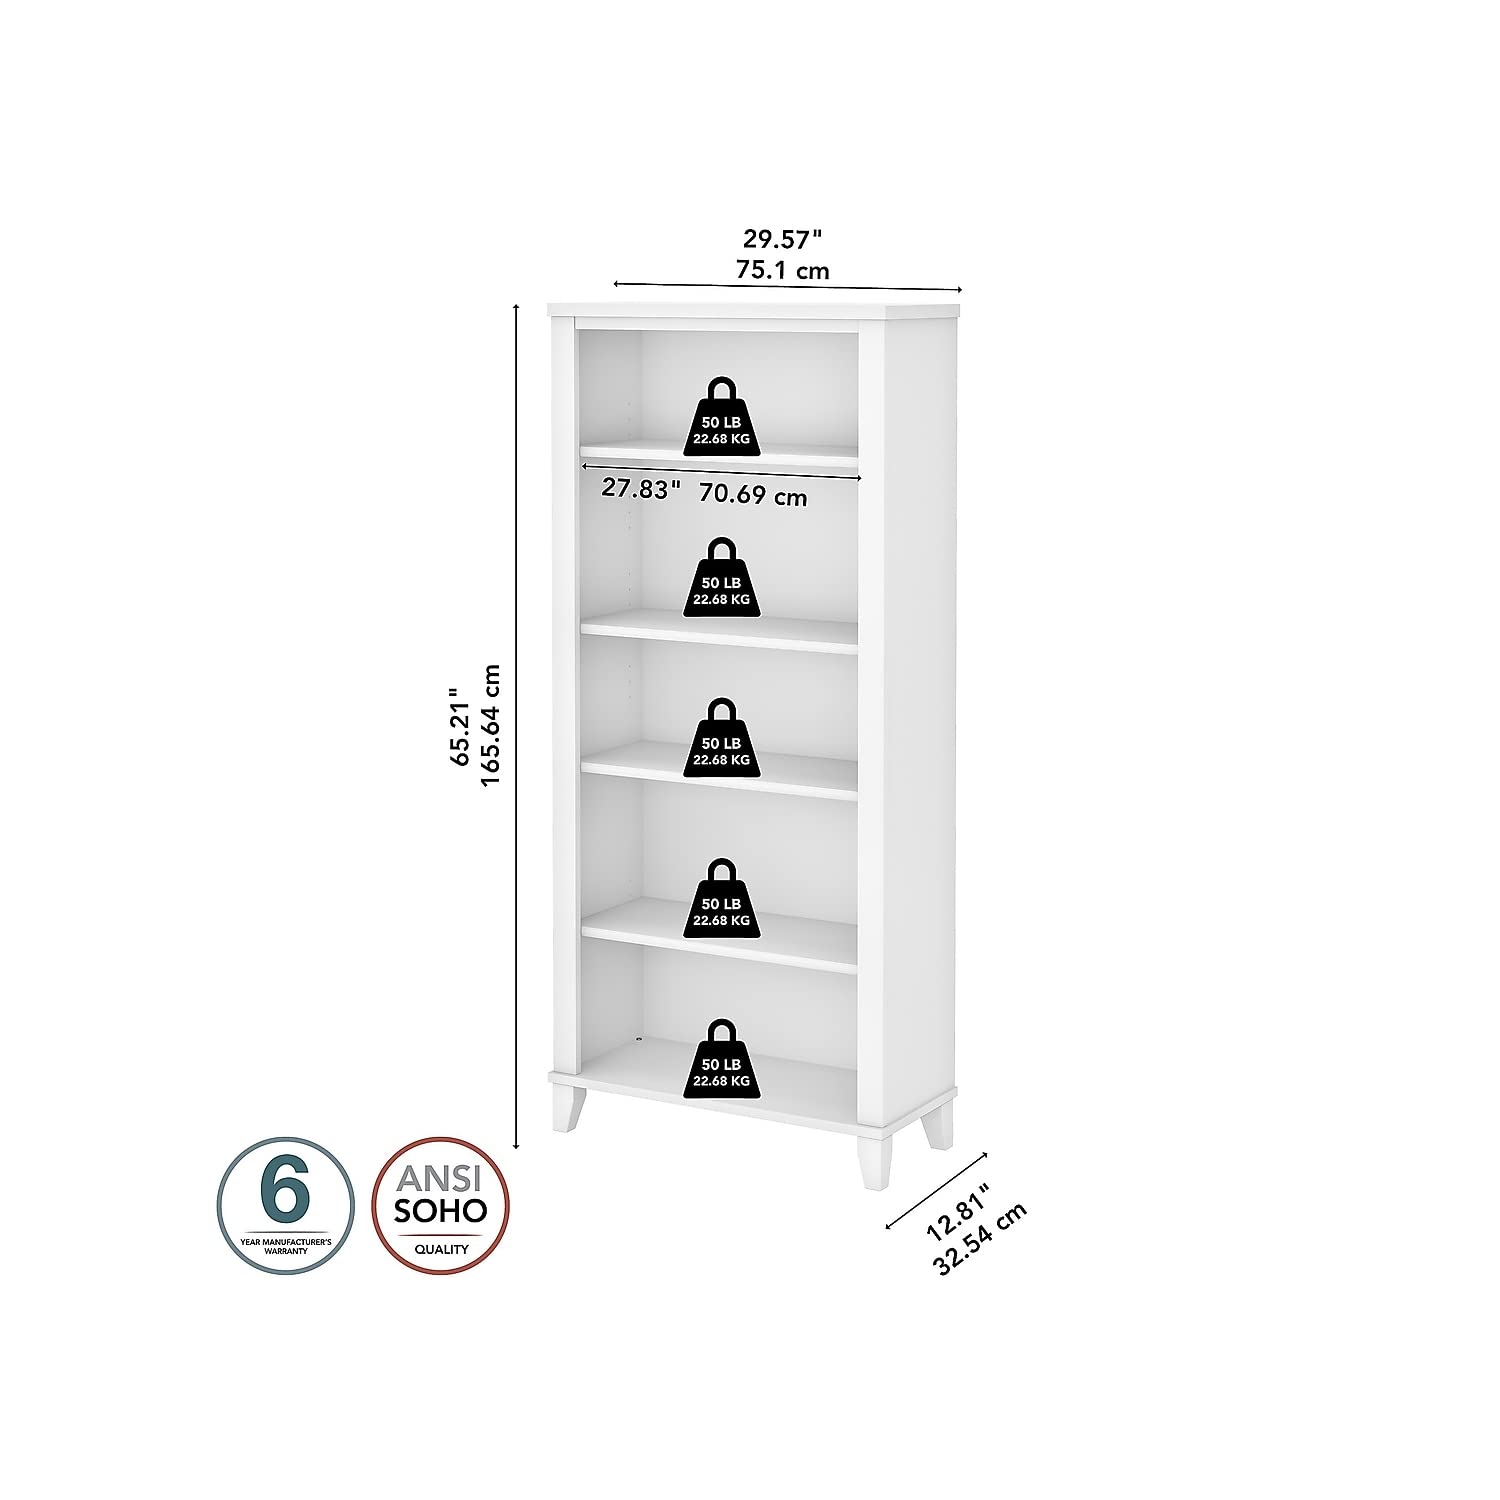 29.57"
75.1 cm
50 LB
22.68 KG
27.83" 70.69 cm
50 LB
22.68 KG
65.21"
165.64 cm
50 LB
22.68 KG
50 LB
22.68 KG
50 LB
22.68 KG
12.81"
32.54 cm
6
YEAR MANUFACTURER'S
WARRANTY
ANSI
SOHO
QUALITY